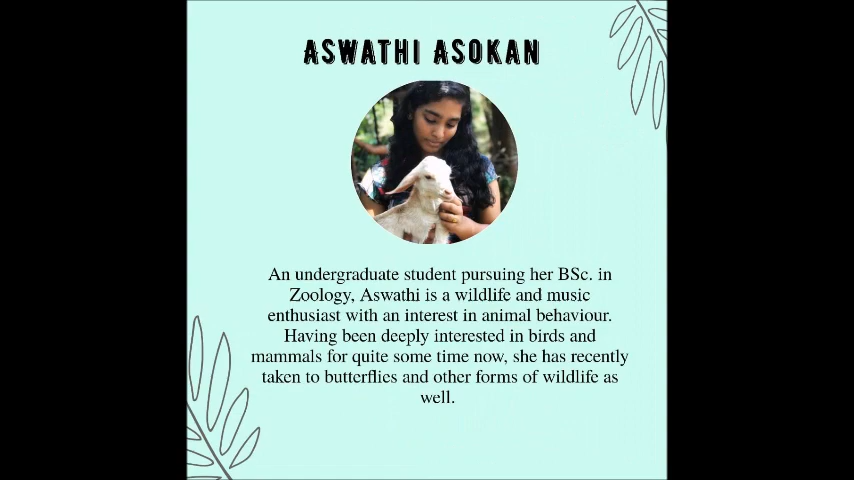 ASWATHI ASOKAN
An undergraduate student pursuing her BSc. in
Zoology, Aswathi is a wildlife and music
enthusiast with an interest in animal behaviour.
Having been deeply interested in birds and
mammals for quite some time now, she has recently
taken to butterflies and other forms of wildlife as
well.